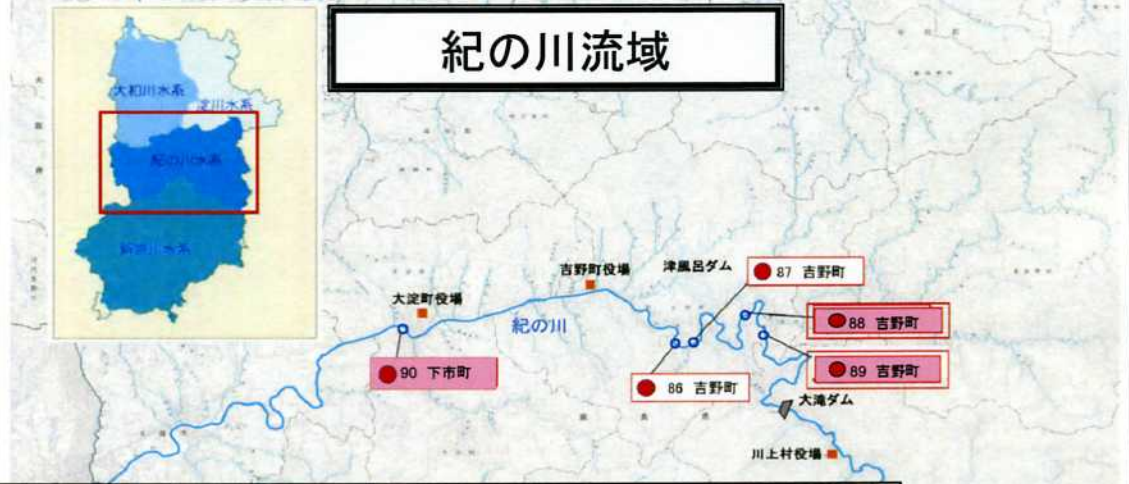 紀の川流域
大和川水系
淀川水系
紀の川水系
新宮川水系
吉野町役場
津風呂ダム
87 吉野町
大淀町役場
紀の川
88 吉野町
90 下市町
86 吉野町
89 吉野町
大滝ダム
川上村役場